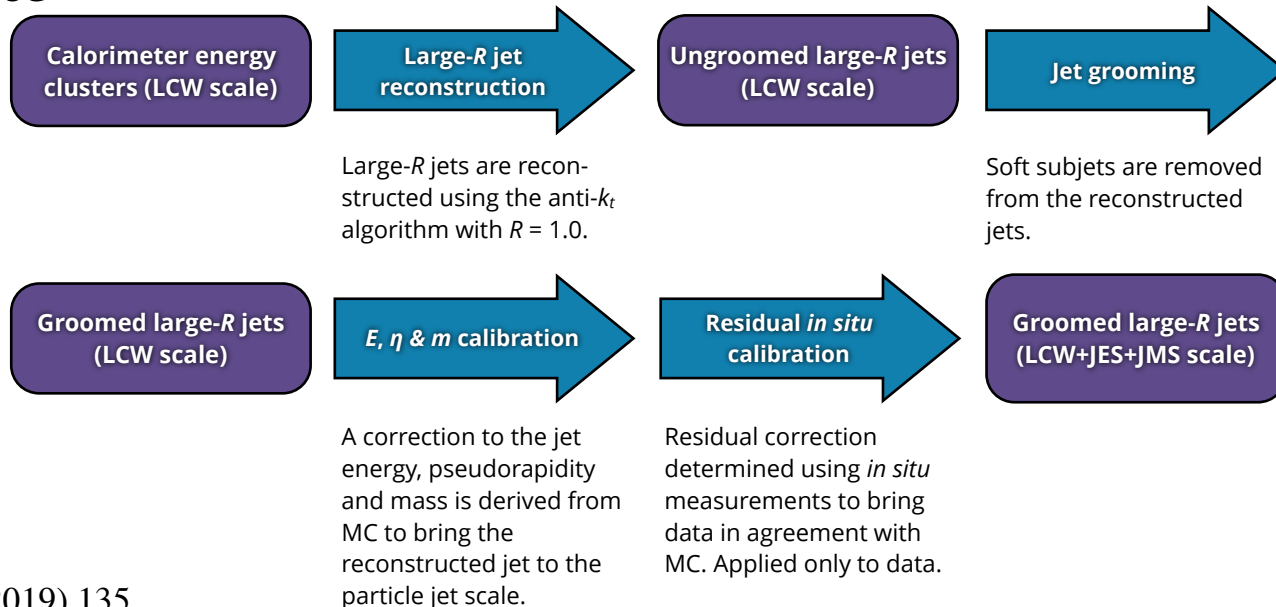 Calorimeter energy
clusters (LCW scale)
Large-R jet
reconstruction
Ungroomed large-R jets
(LCW scale)
Jet grooming
Large-R jets are recon-
structed using the anti-kt
algorithm with R = 1.0.
Soft subjets are removed
from the reconstructed
jets.
Groomed large-R jets
(LCW scale)
E, η & m calibration
Residual in situ
calibration
Groomed large-R jets
(LCW+JES+JMS scale)
A correction to the jet
energy, pseudorapidity
and mass is derived from
MC to bring the
reconstructed jet to the
particle jet scale.
Residual correction
determined using in situ
measurements to bring
data in agreement with
MC. Applied only to data.
2019) 135